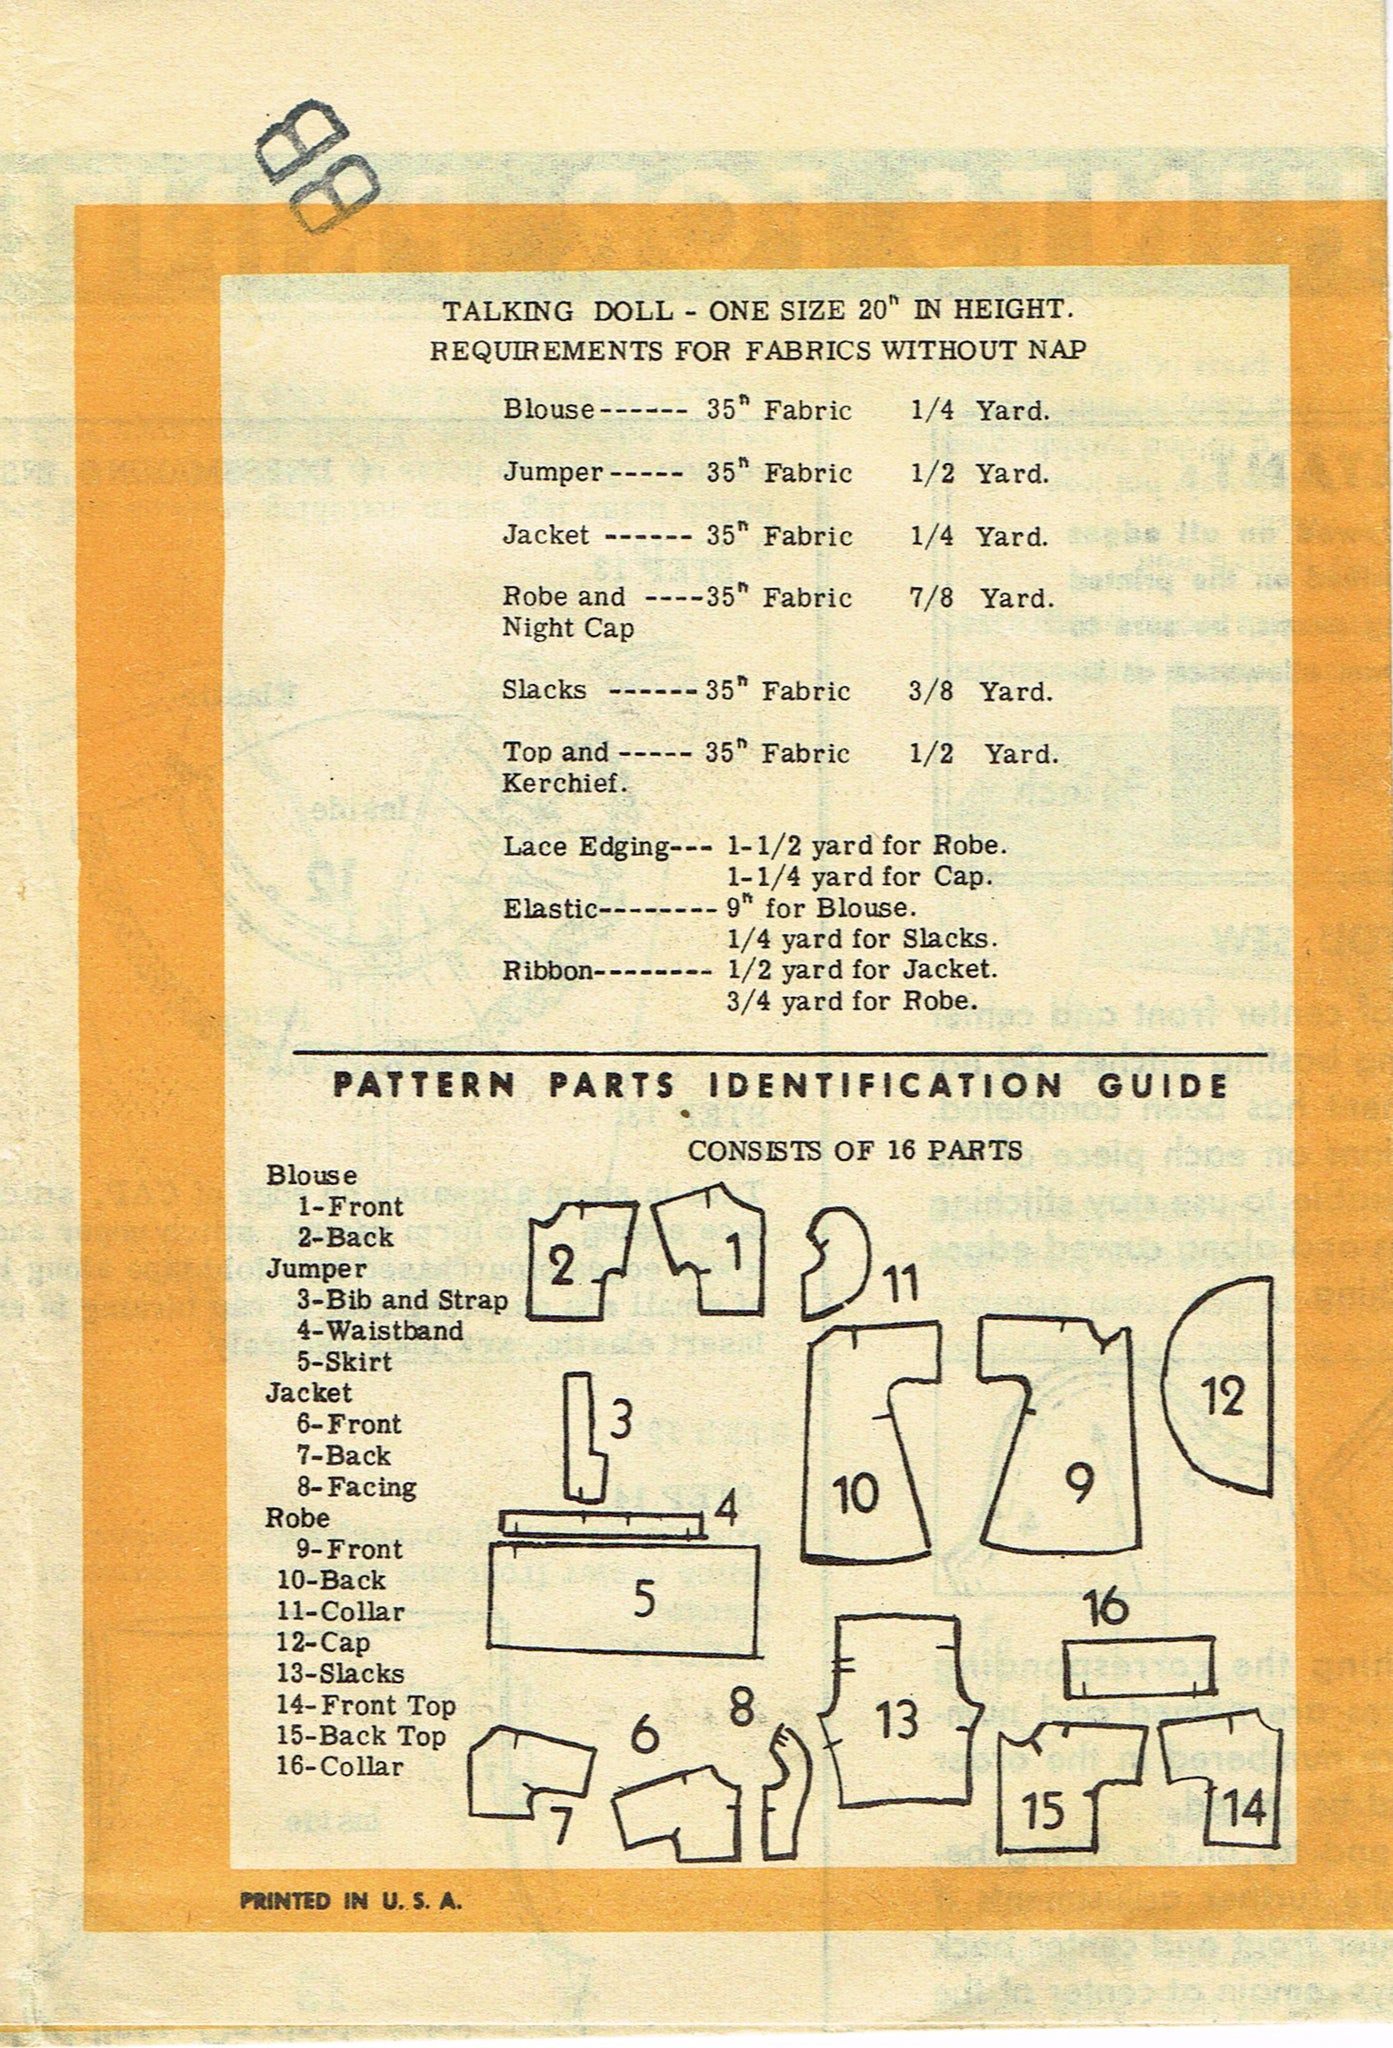 BB
TALKING DOLL - ONE SIZE 20" IN HEIGHT.
REQUIREMENTS FOR FABRICS WITHOUT NAP
Blouse------ 35" Fabric 1/4 Yard.
Jumper----- 35" Fabric 1/2 Yard.
Jacket ------ 35" Fabric 1/4 Yard.
Robe and ----35" Fabric 7/8 Yard.
Night Cap
Slacks ------35" Fabric 3/8 Yard.
Top and ----- 35" Fabric 1/2 Yard.
Kerchief.
Lace Edging--- 1-1/2 yard for Robe.
1-1/4 yard for Cap.
Elastic-------- 9" for Blouse.
1/4 yard for Slacks.
Ribbon-------- 1/2 yard for Jacket.
3/4 yard for Robe.
PATTERN PARTS IDENTIFICATION GUIDE
CONSISTS OF 16 PARTS
Blouse
1-Front
2-Back
Jumper
3-Bib and Strap
4-Waistband
5-Skirt
Jacket
6-Front
7-Back
8-Facing
Robe
9-Front
10-Back
11-Collar
12-Cap
13-Slacks
14-Front Top
15-Back Top
16-Collar
2
1
11
12
3
10
9
4
5
16
8
6
13
7
15
14
PRINTED IN U. S. A.